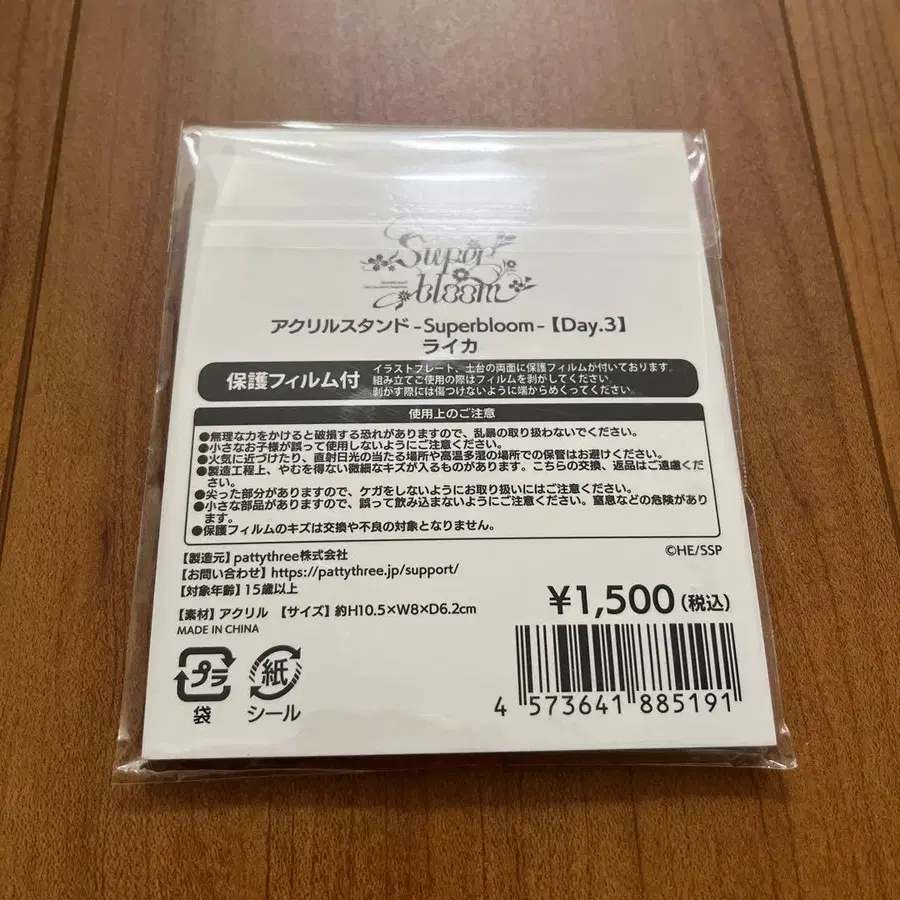 Super
bloom
アクリルスタンド-Superbloom-【Day.3】
ライカ
保護フィルム付
イラストプレート、土台の両面に保護フィルムが付いております。
組み立てご使用の際はフィルムを剥がしてください。
剥がす際には傷つけないように端からめくってください。
使用上のご注意
●無理な力をかけると破損する恐れがありますので、乱暴の取り扱わないでください。
●小さなお子様が誤って使用しないようにご注意ください。
●火気に近づけたり、直射日光の当たる場所や高温多湿の場所での保管はお避けください。
●製造工程上、やむを得ない微細なキズが入るものがあります。こちらの交換、返品はご遠慮くだ
さい。
●尖った部分がありますので、ケガをしないようにお取り扱いにはご注意ください。
●小さな部品がありますので、誤って飲み込まないようにご注意ください。窒息などの危険があり
ます。
●保護フィルムのキズは交換や不良の対象となりません。
【製造元】pattythree株式会社
©HE/SSP
【お問い合わせ】https://pattythree.jp/support/
【対象年齢】15歳以上
【素材】アクリル 【サイズ】約H10.5×W8×D6.2cm
¥1,500(税込)
MADE IN CHINA
プラ
袋
紙
シール
4 573641 885191